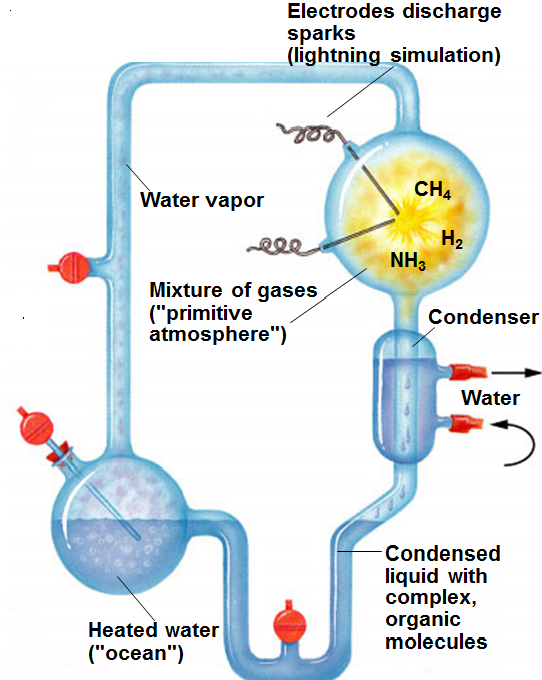 Electrodes discharge
sparks
(lightning simulation)
CH4
Water vapor
H2
NH3
Mixture of gases
("primitive
atmosphere")
Condenser
Water
Condensed
liquid with
complex,
organic
molecules
Heated water
("ocean")